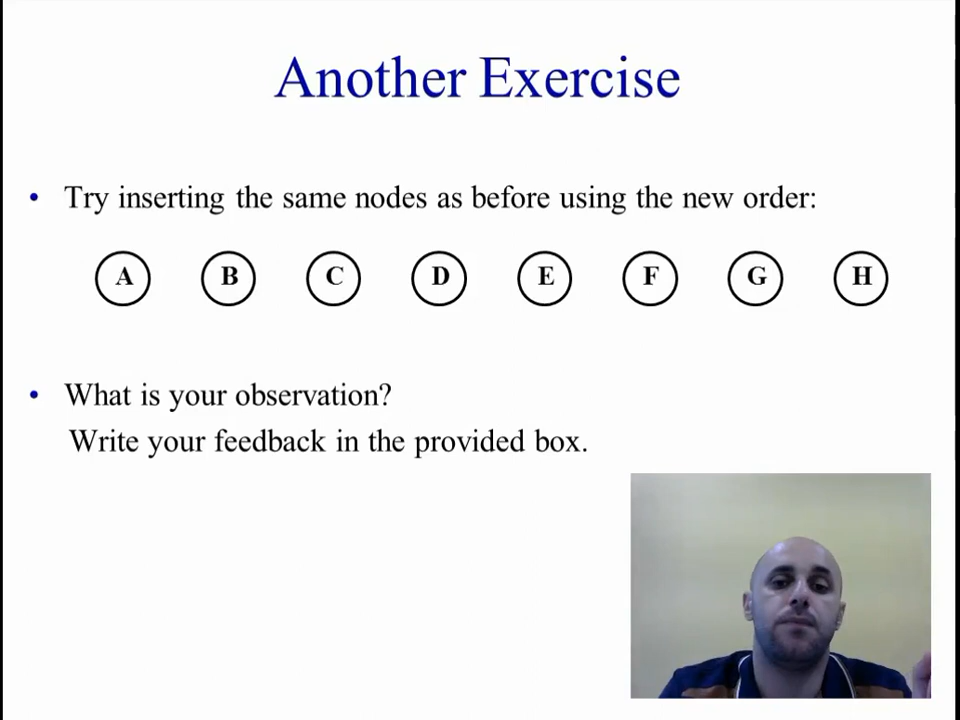 Another Exercise
• Try inserting the same nodes as before using the new order:
A B C D E F G H
• What is your observation?
Write your feedback in the provided box.